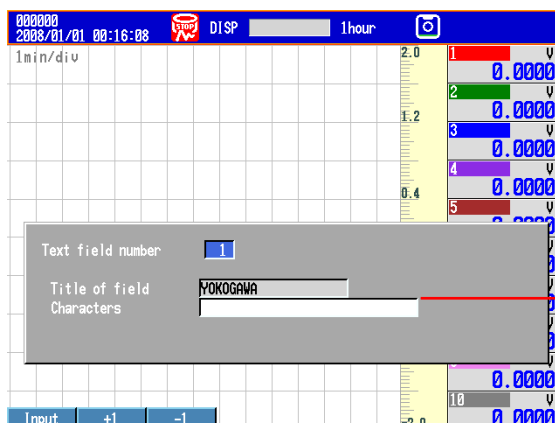 000000
2008/01/01 00:16:08
STOP
DISP
1hour
1min/div
2.0
1.2
0.4
1 V
0.0000
2 V
0.0000
3 V
0.0000
4 V
0.0000
5 V
Text field number 1
Title of field YOKOGAWA
Characters
0.0000
10 V
0.0000
-2.0
Input +1 -1